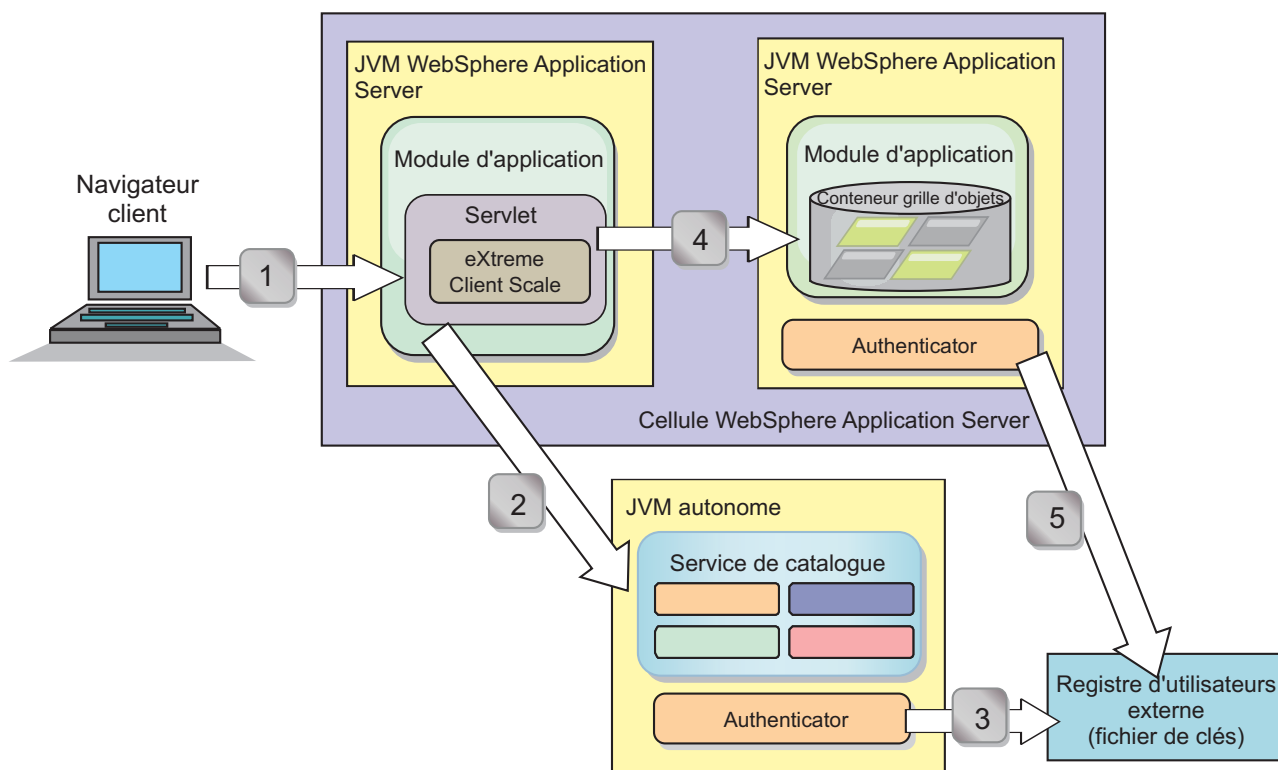 Navigateur
client
1
JVM WebSphere Application
Server
Module d'application
Servlet
eXtreme
Client Scale
4
JVM WebSphere Application
Server
Module d'application
Conteneur grille d'objets
Authenticator
Cellule WebSphere Application Server
2
JVM autonome
Service de catalogue
Authenticator
3
5
Registre d'utilisateurs
externe
(fichier de clés)